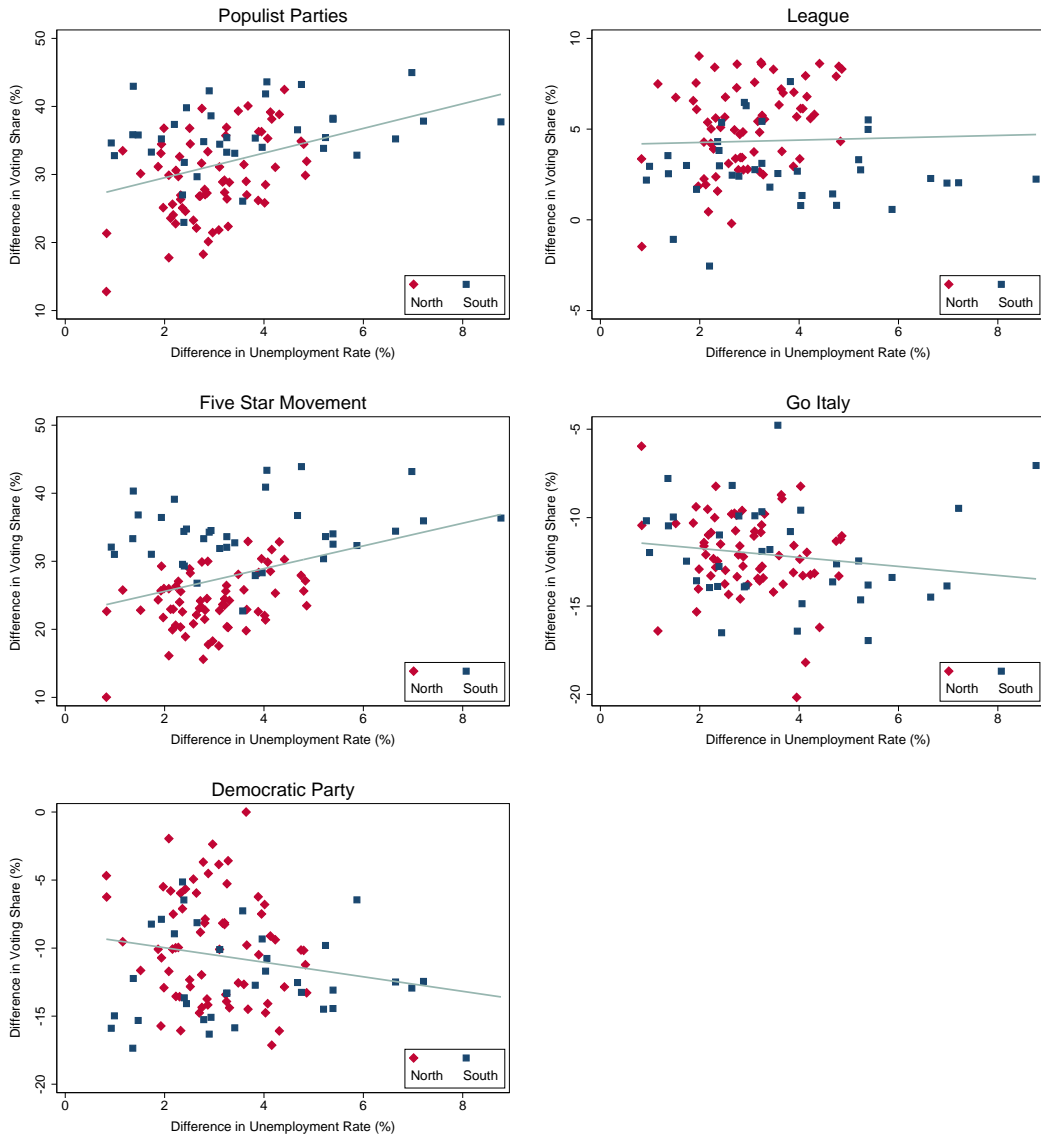 Populist Parties
Difference in Voting Share (%)
50
40
30
20
10
0 2 4 6 8
Difference in Unemployment Rate (%)
North South
League
Difference in Voting Share (%)
10
5
0
-5
0 2 4 6 8
Difference in Unemployment Rate (%)
North South
Five Star Movement
Difference in Voting Share (%)
50
40
30
20
10
0 2 4 6 8
Difference in Unemployment Rate (%)
North South
Go Italy
Difference in Voting Share (%)
-5
-10
-15
-20
0 2 4 6 8
Difference in Unemployment Rate (%)
North South
Democratic Party
Difference in Voting Share (%)
0
-5
-10
-15
-20
0 2 4 6 8
Difference in Unemployment Rate (%)
North South